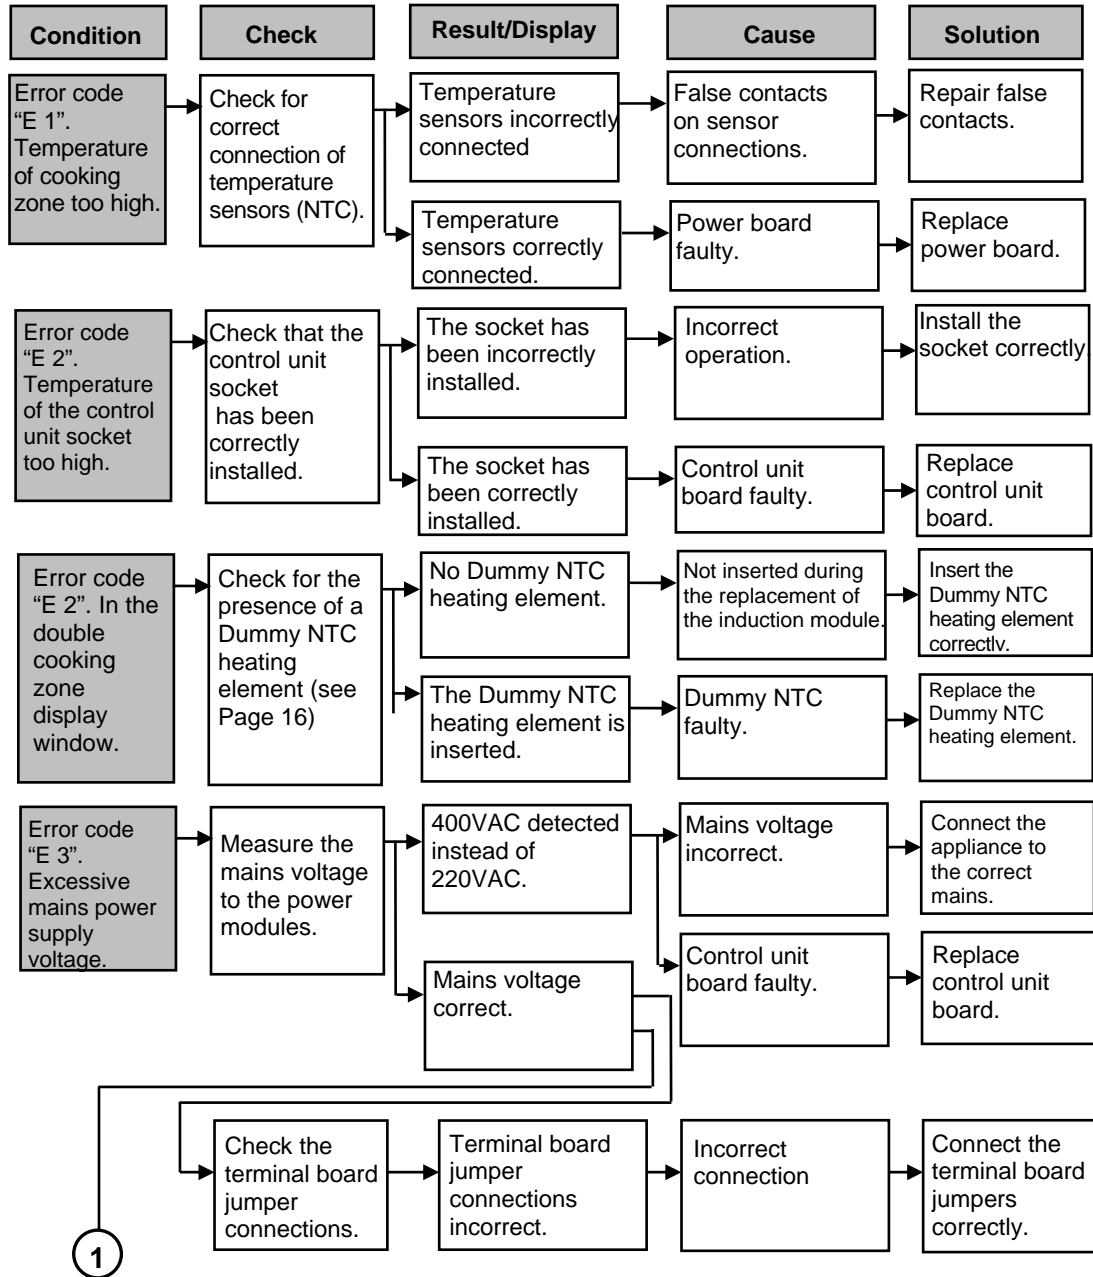 Condition
Check
Result/Display
Cause
Solution
Error code
“E 1”.
Temperature
of cooking
zone too high.
Check for
correct
connection of
temperature
sensors (NTC).
Temperature
sensors incorrectly
connected
False contacts
on sensor
connections.
Repair false
contacts.
Temperature
sensors correctly
connected.
Power board
faulty.
Replace
power board.
Error code
“E 2”.
Temperature
of the control
unit socket
too high.
Check that the
control unit
socket
has been
correctly
installed.
The socket has
been incorrectly
installed.
Incorrect
operation.
Install the
socket correctly
The socket has
been correctly
installed.
Control unit
board faulty.
Replace
control unit
board.
Error code
“E 2”. In the
double
cooking
zone
display
window.
Check for the
presence of a
Dummy NTC
heating
element (see
Page 16)
No Dummy NTC
heating element.
Not inserted during
the replacement of
the induction module.
Insert the
Dummy NTC
heating element
correctly.
The Dummy NTC
heating element is
inserted.
Dummy NTC
faulty.
Replace the
Dummy NTC
heating element.
Error code
“E 3”.
Excessive
mains power
supply
voltage.
Measure the
mains voltage
to the power
modules.
400VAC detected
instead of
220VAC.
Mains voltage
incorrect.
Connect the
appliance to
the correct
mains.
Control unit
board faulty.
Replace
control unit
board.
Mains voltage
correct.
Check the
terminal board
jumper
connections.
Terminal board
jumper
connections
incorrect.
Incorrect
connection
Connect the
terminal board
jumpers
correctly.
1